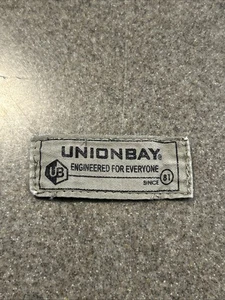 UNIONBAY®
UB ENGINEERED FOR EVERYONE
SINCE 81